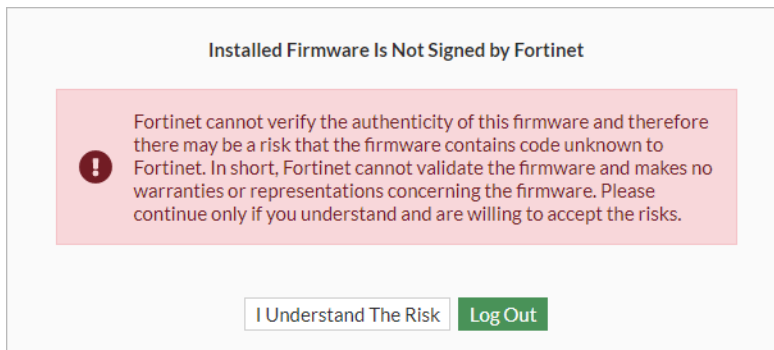 Installed Firmware Is Not Signed by Fortinet
Fortinet cannot verify the authenticity of this firmware and therefore
there may be a risk that the firmware contains code unknown to
Fortinet. In short, Fortinet cannot validate the firmware and makes no
warranties or representations concerning the firmware. Please
continue only if you understand and are willing to accept the risks.
I Understand The Risk
Log Out